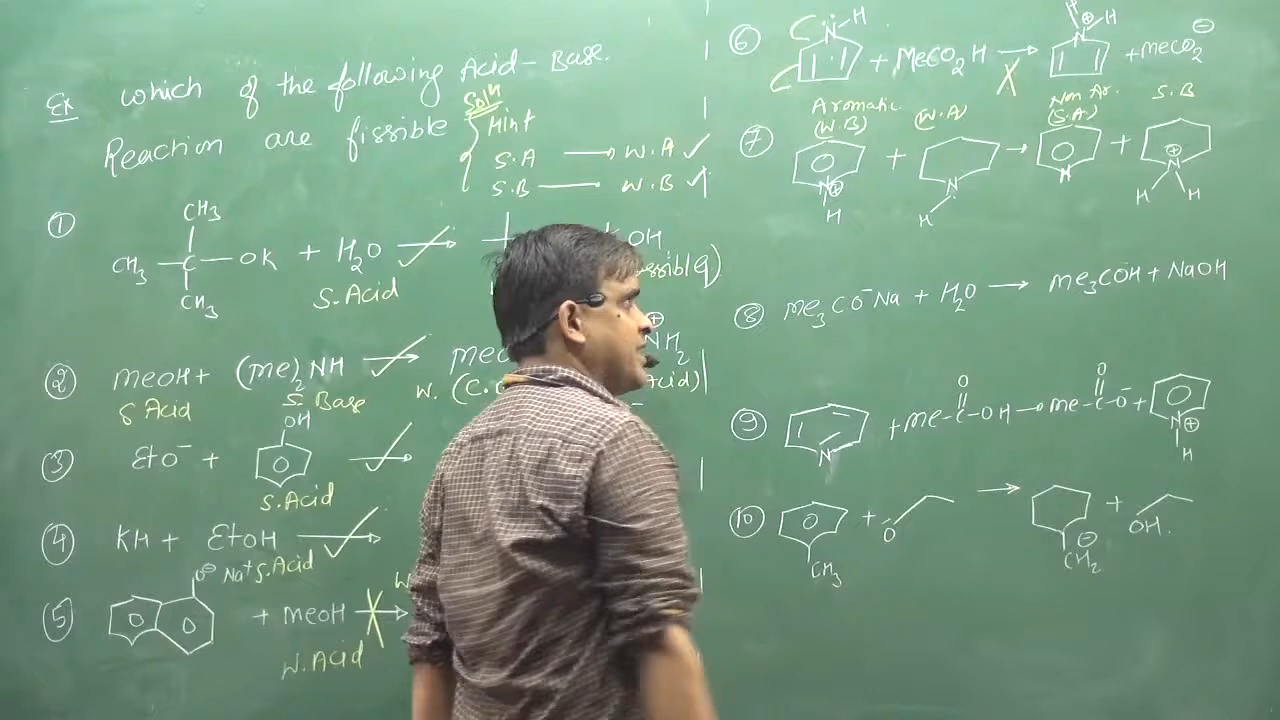 Ex which of the following Acid-Base
Reaction are fissible
Soln
Hint
S.A → W.A ✓
S.B — W.B ✓
① CH3 CH3 – C – OK CH3 + H2O → OH
S.Acid
② MeOH + (Me)2NH → NH2
S Acid S. Base W. Acid)
③ EtO⁻ + OH →
S.Acid
④ KH + EtOH →
S.Acid
⑤ O⊖ Na⁺ + MeOH →
W.Acid
⑥ N–H + MeCO2H → N ⊕ H + MeCO2⊖
Aromatic (W.B) (W.A) Non Ar. (S.A) S.B
⑦ N⊕ H + N H → N + N ⊕ H H
⑧ Me3CO⁻Na + H2O → Me3COH + NaOH
⑨ N + Me–C(=O)–OH → Me–C(=O)–O⁻ + N⊕ H
⑩ CH3 + O⁻ → CH2 ⊖ + OH.